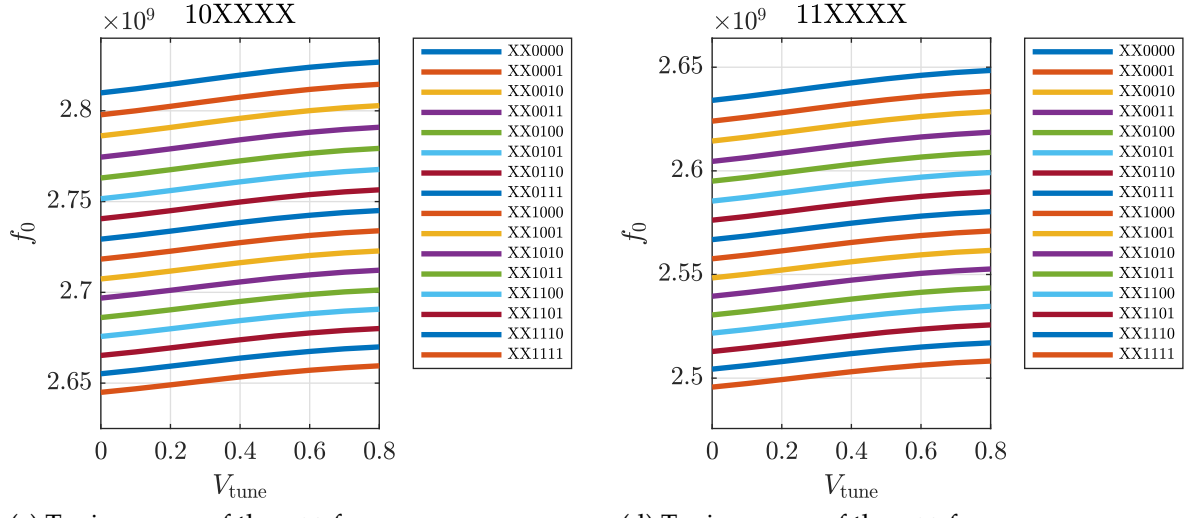 ×10⁹ 10XXXX
2.8
2.75
2.7
2.65
f₀
0 0.2 0.4 0.6 0.8
V_tune
XX0000
XX0001
XX0010
XX0011
XX0100
XX0101
XX0110
XX0111
XX1000
XX1001
XX1010
XX1011
XX1100
XX1101
XX1110
XX1111
×10⁹ 11XXXX
2.65
2.6
2.55
2.5
f₀
0 0.2 0.4 0.6 0.8
V_tune
XX0000
XX0001
XX0010
XX0011
XX0100
XX0101
XX0110
XX0111
XX1000
XX1001
XX1010
XX1011
XX1100
XX1101
XX1110
XX1111